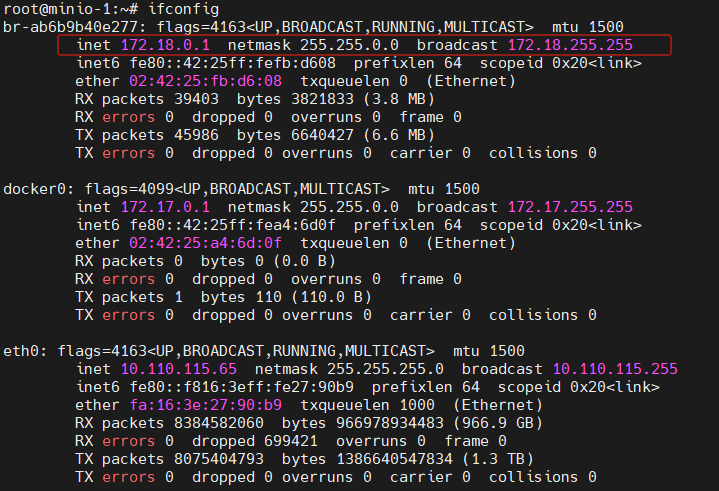 root@minio-1:~# ifconfig
br-ab6b9b40e277: flags=4163<UP,BROADCAST,RUNNING,MULTICAST>  mtu 1500
        inet 172.18.0.1  netmask 255.255.0.0  broadcast 172.18.255.255
        inet6 fe80::42:25ff:fefb:d608  prefixlen 64  scopeid 0x20<link>
        ether 02:42:25:fb:d6:08  txqueuelen 0  (Ethernet)
        RX packets 39403  bytes 3821833 (3.8 MB)
        RX errors 0  dropped 0  overruns 0  frame 0
        TX packets 45986  bytes 6640427 (6.6 MB)
        TX errors 0  dropped 0 overruns 0  carrier 0  collisions 0

docker0: flags=4099<UP,BROADCAST,MULTICAST>  mtu 1500
        inet 172.17.0.1  netmask 255.255.0.0  broadcast 172.17.255.255
        inet6 fe80::42:25ff:fea4:6d0f  prefixlen 64  scopeid 0x20<link>
        ether 02:42:25:a4:6d:0f  txqueuelen 0  (Ethernet)
        RX packets 0  bytes 0 (0.0 B)
        RX errors 0  dropped 0  overruns 0  frame 0
        TX packets 1  bytes 110 (110.0 B)
        TX errors 0  dropped 0 overruns 0  carrier 0  collisions 0

eth0: flags=4163<UP,BROADCAST,RUNNING,MULTICAST>  mtu 1500
        inet 10.110.115.65  netmask 255.255.255.0  broadcast 10.110.115.255
        inet6 fe80::f816:3eff:fe27:90b9  prefixlen 64  scopeid 0x20<link>
        ether fa:16:3e:27:90:b9  txqueuelen 1000  (Ethernet)
        RX packets 8384582060  bytes 966978934483 (966.9 GB)
        RX errors 0  dropped 699421  overruns 0  frame 0
        TX packets 8075404793  bytes 1386640547834 (1.3 TB)
        TX errors 0  dropped 0 overruns 0  carrier 0  collisions 0